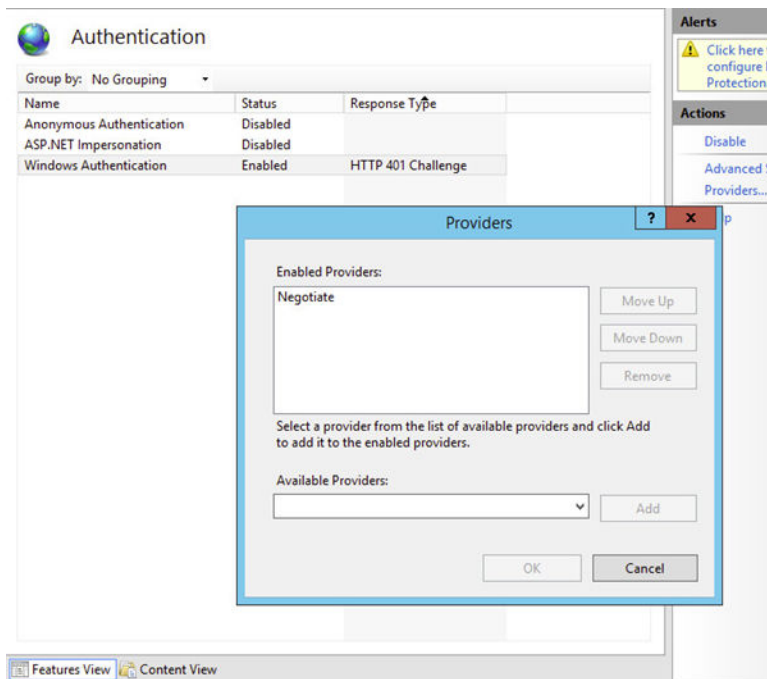 Authentication
Group by: No Grouping
Name Status Response Type
Anonymous Authentication Disabled
ASP.NET Impersonation Disabled
Windows Authentication Enabled HTTP 401 Challenge
Alerts
Click here
configure
Protection
Actions
Disable
Advanced
Providers...
Providers
?
x
Enabled Providers:
Negotiate
Move Up
Move Down
Remove
Select a provider from the list of available providers and click Add
to add it to the enabled providers.
Available Providers:
Add
OK
Cancel
Features View
Content View